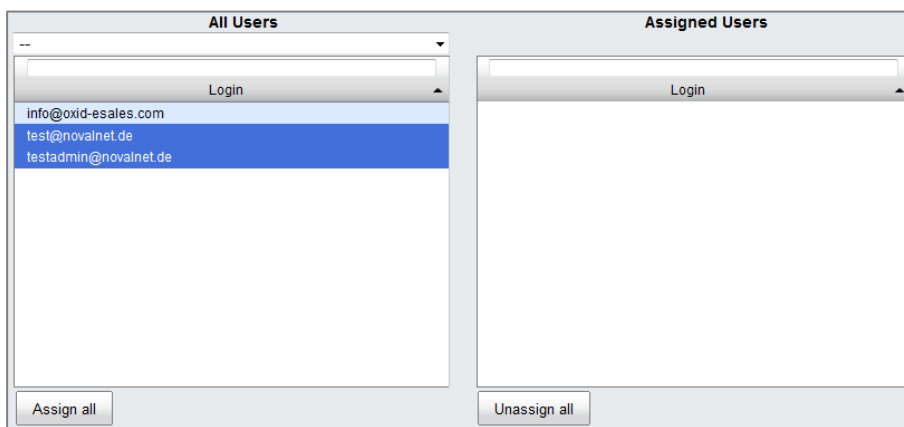 All Users
--
Login
info@oxid-esales.com
test@novalnet.de
testadmin@novalnet.de
Assign all
Assigned Users
Login
Unassign all